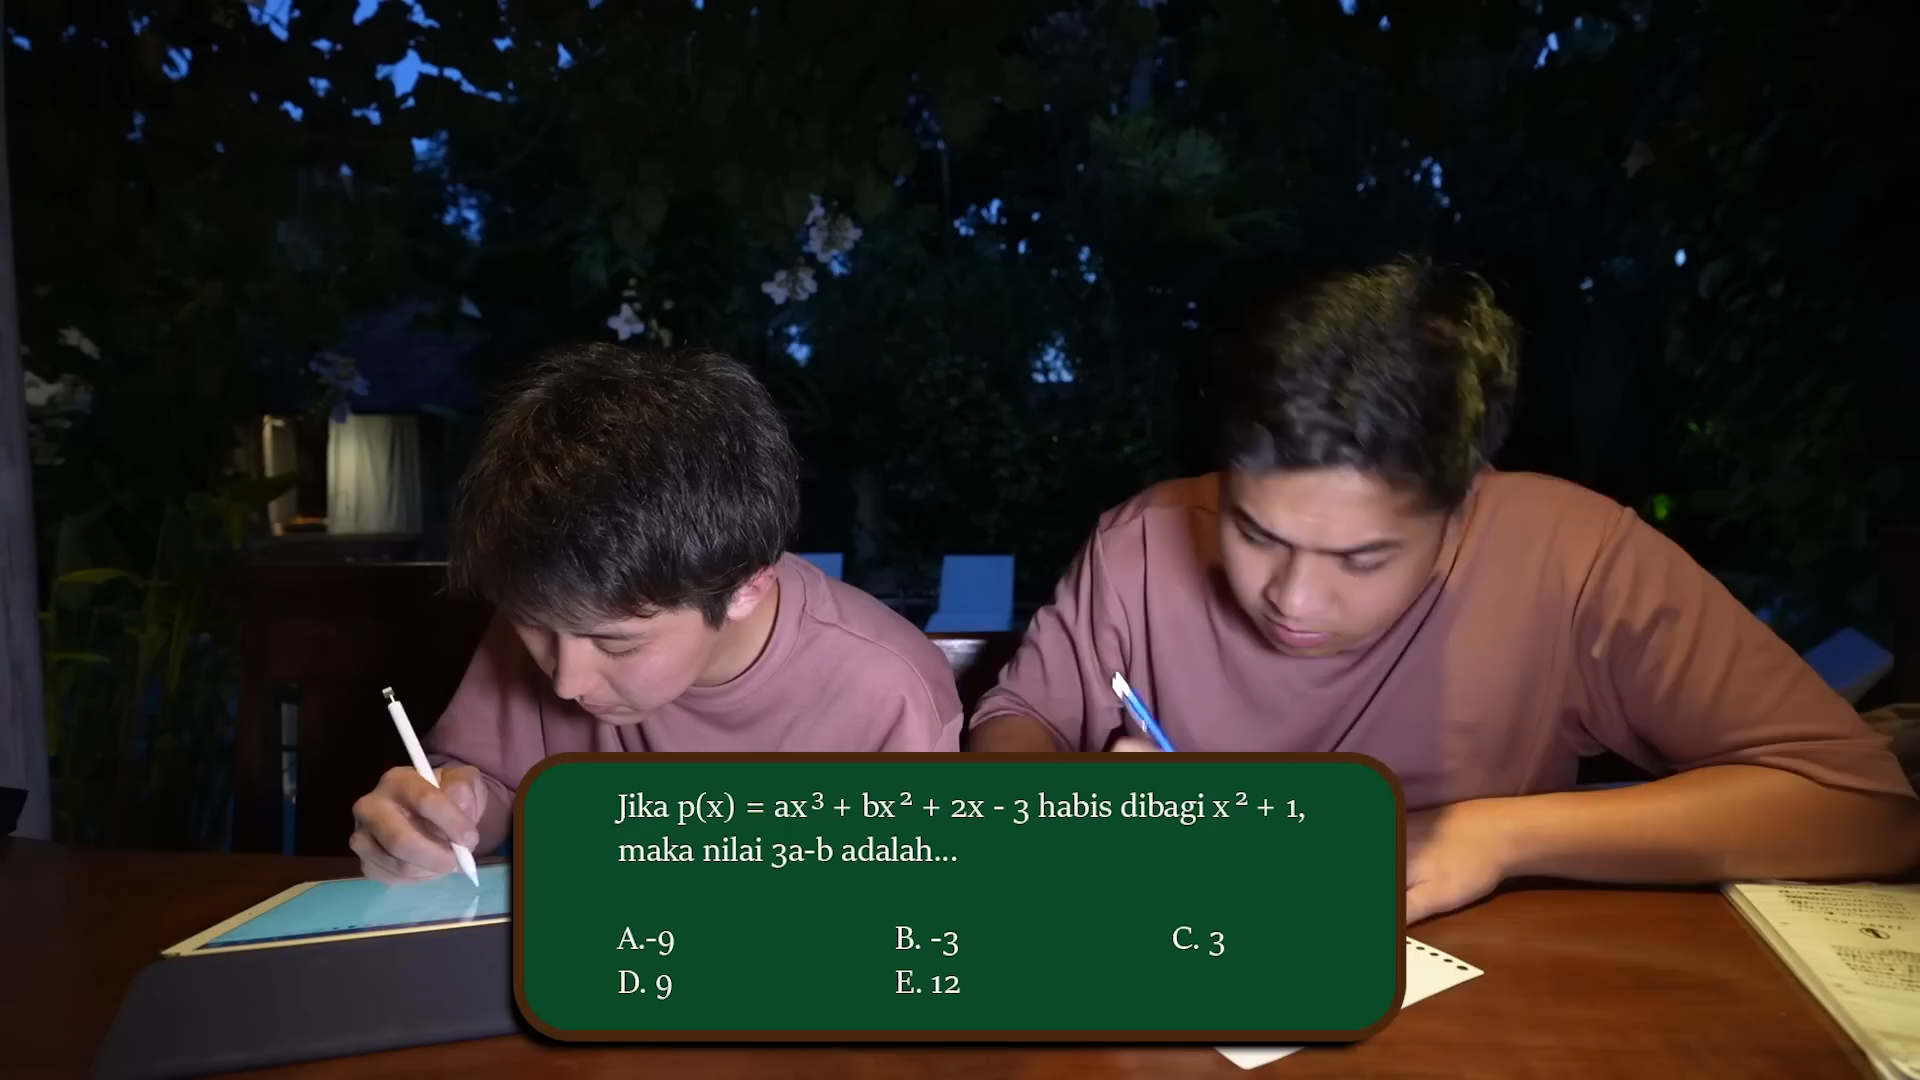 Jika p(x) = ax³ + bx² + 2x - 3 habis dibagi x² + 1,
maka nilai 3a-b adalah...
A.-9 B. -3 C. 3
D. 9 E. 12